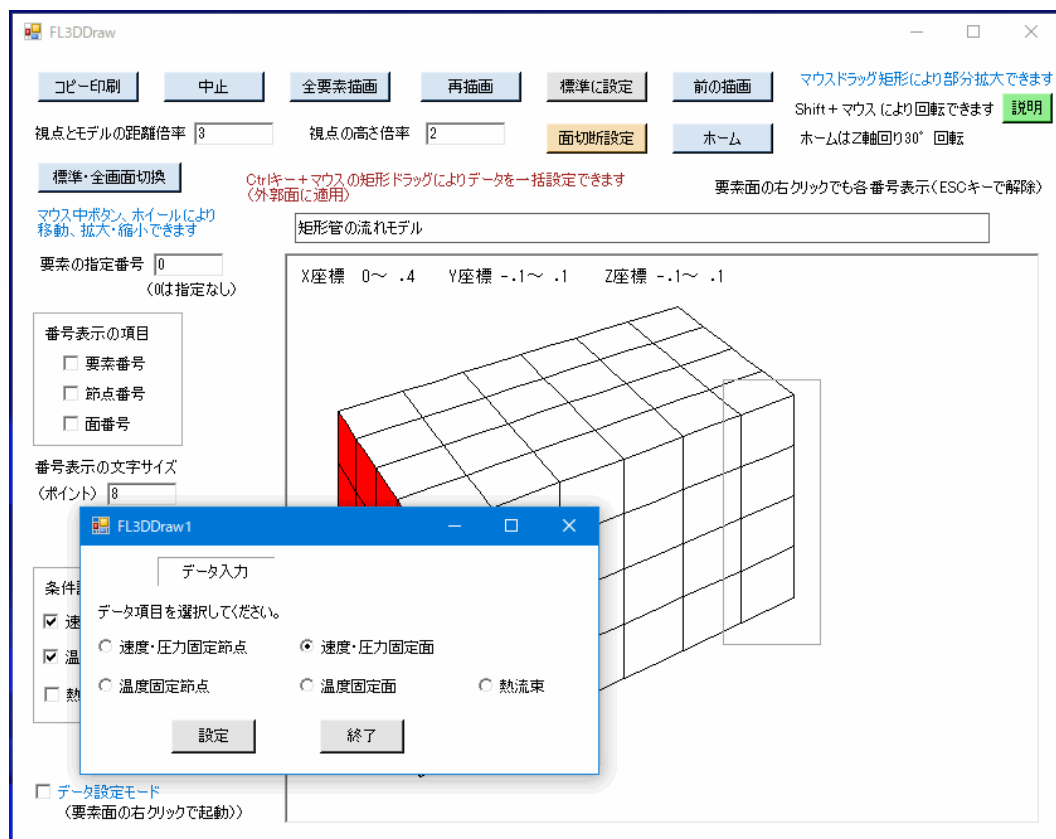 FL3DDraw
コピー印刷 中止 全要素描画 再描画 標準に設定 前の描画 マウスドラッグ矩形により部分拡大できます
Shift+マウスにより回転できます 説明
視点とモデルの距離倍率 3 視点の高さ倍率 2 面切断設定 ホーム ホームはZ軸回り30° 回転
標準・全画面切換 Ctrlキー+マウスの矩形ドラッグによりデータを一括設定できます
(外郭面に適用)
要素面の右クリックでも各番号表示(ESCキーで解除)
マウス中ボタン、ホイールにより
移動、拡大・縮小できます
矩形管の流れモデル
要素の指定番号 0
(0は指定なし)
X座標 0~ .4 Y座標 -.1~ .1 Z座標 -.1~ .1
番号表示の項目
要素番号
節点番号
面番号
番号表示の文字サイズ
(ポイント) 8
FL3DDraw1
データ入力
データ項目を選択してください。
速度・圧力固定節点 速度・圧力固定面
温度固定節点 温度固定面 熱流束
設定 終了
条件
速
温
熱
データ設定モード
(要素面の右クリックで起動))